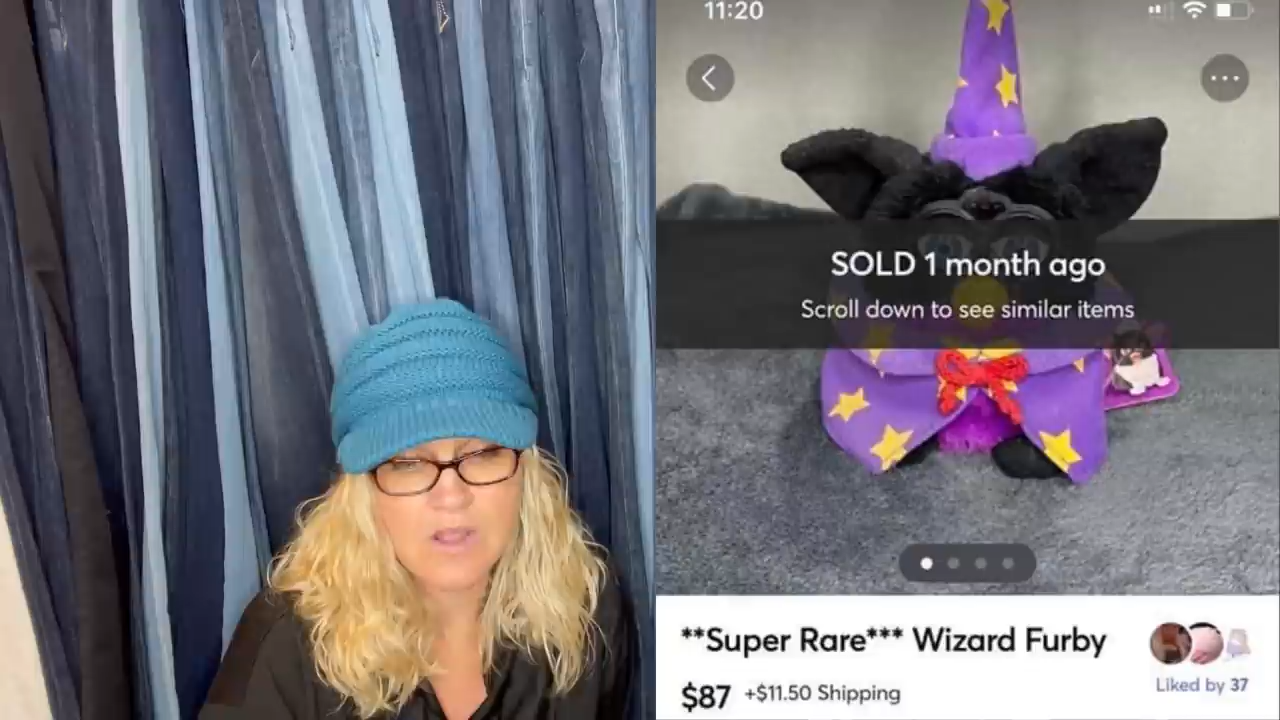 11:20
SOLD 1 month ago
Scroll down to see similar items
**Super Rare*** Wizard Furby
$87 +$11.50 Shipping
Liked by 37